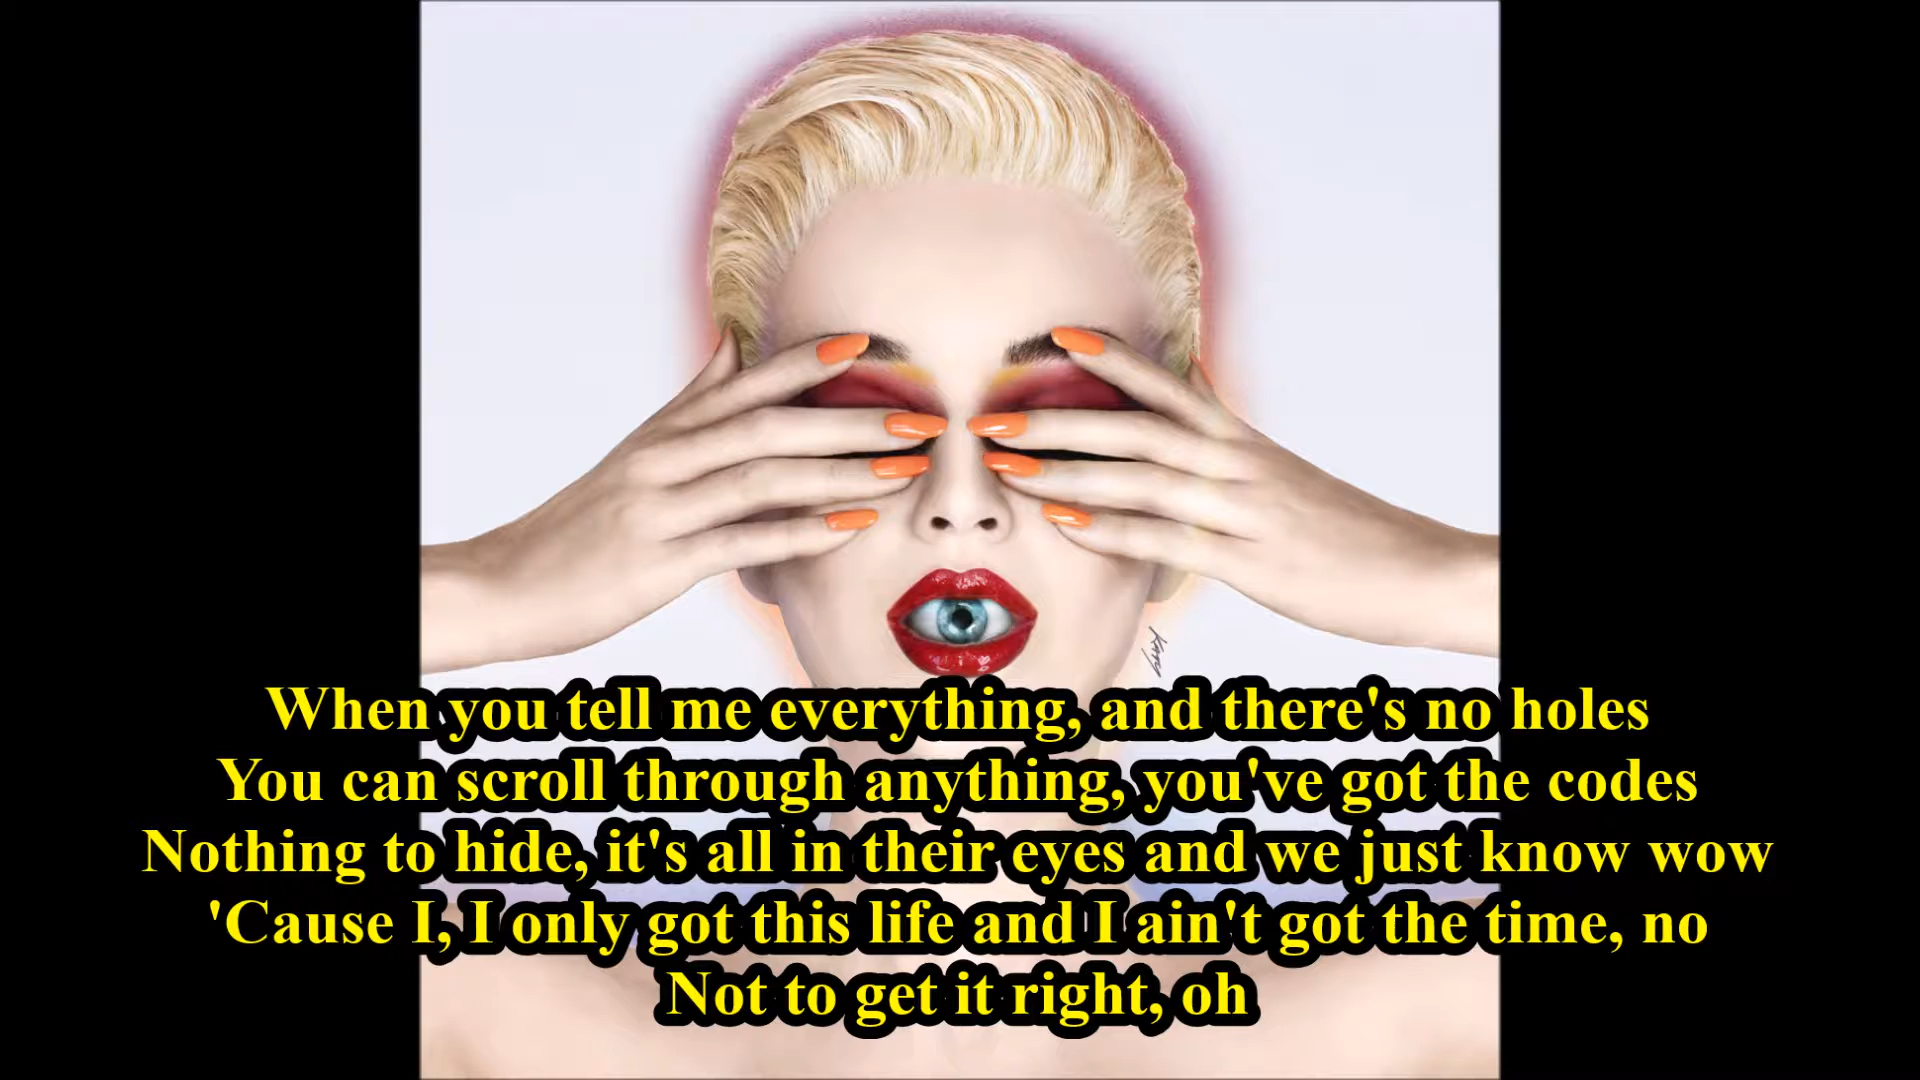 When you tell me everything, and there's no holes
You can scroll through anything, you've got the codes
Nothing to hide, it's all in their eyes and we just know wow
'Cause I, I only got this life and I ain't got the time, no
Not to get it right, oh